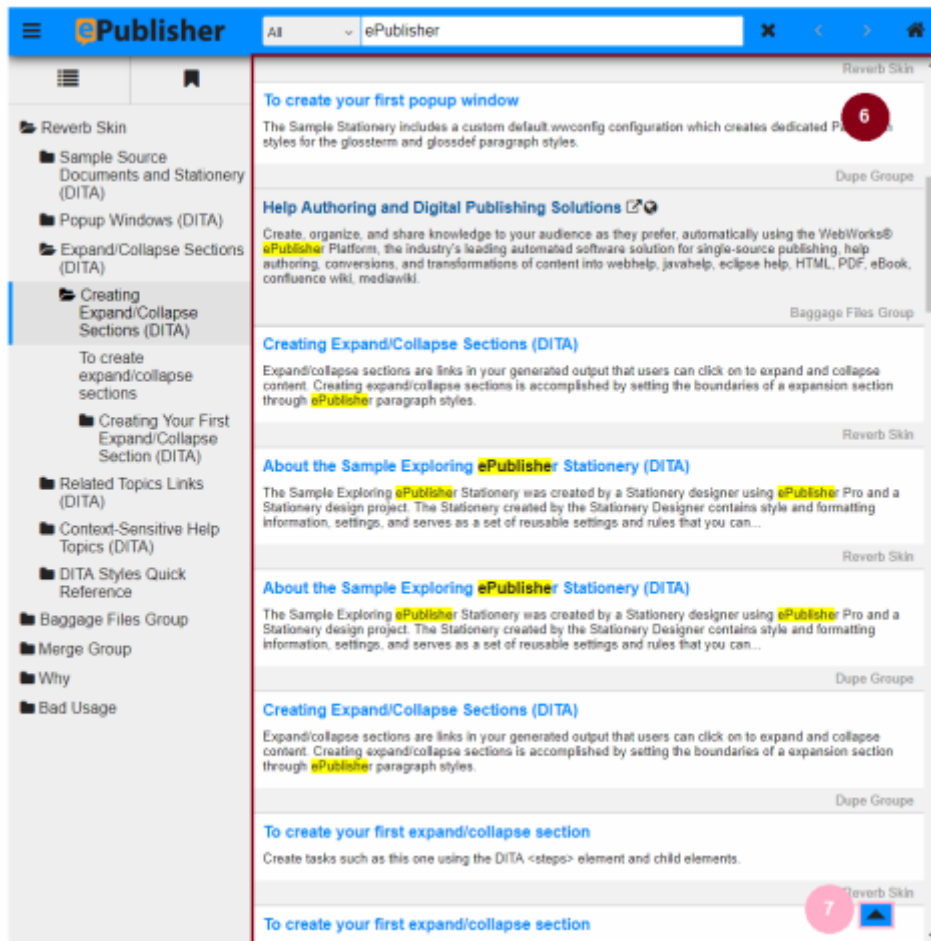 ePublisher
All
ePublisher
Reverb Skin
Sample Source
Documents and Stationery
(DITA)
Popup Windows (DITA)
Expand/Collapse Sections
(DITA)
Creating
Expand/Collapse
Sections (DITA)
To create
expand/collapse
sections
Creating Your First
Expand/Collapse
Section (DITA)
Related Topics Links
(DITA)
Context-Sensitive Help
Topics (DITA)
DITA Styles Quick
Reference
Baggage Files Group
Merge Group
Why
Bad Usage
Reverb Skin
To create your first popup window
6
The Sample Stationery includes a custom default.wwconfig configuration which creates dedicated
styles for the glossterm and glossdef paragraph styles.
Dupe Groupe
Help Authoring and Digital Publishing Solutions
Create, organize, and share knowledge to your audience as they prefer, automatically using the WebWorks®
ePublisher Platform, the industry's leading automated software solution for single-source publishing, help
authoring, conversions, and transformations of content into webhelp, javahelp, eclipse help, HTML, PDF, eBook,
confluence wiki, mediawiki.
Baggage Files Group
Creating Expand/Collapse Sections (DITA)
Expand/collapse sections are links in your generated output that users can click on to expand and collapse
content. Creating expand/collapse sections is accomplished by setting the boundaries of a expansion section
through ePublisher paragraph styles.
Reverb Skin
About the Sample Exploring ePublisher Stationery (DITA)
The Sample Exploring ePublisher Stationery was created by a Stationery designer using ePublisher Pro and a
Stationery design project. The Stationery created by the Stationery Designer contains style and formatting
information, settings, and serves as a set of reusable settings and rules that you can...
Reverb Skin
About the Sample Exploring ePublisher Stationery (DITA)
The Sample Exploring ePublisher Stationery was created by a Stationery designer using ePublisher Pro and a
Stationery design project. The Stationery created by the Stationery Designer contains style and formatting
information, settings, and serves as a set of reusable settings and rules that you can...
Dupe Groupe
Creating Expand/Collapse Sections (DITA)
Expand/collapse sections are links in your generated output that users can click on to expand and collapse
content. Creating expand/collapse sections is accomplished by setting the boundaries of a expansion section
through ePublisher paragraph styles.
Dupe Groupe
To create your first expand/collapse section
Create tasks such as this one using the DITA <steps> element and child elements.
Reverb Skin
7
To create your first expand/collapse section